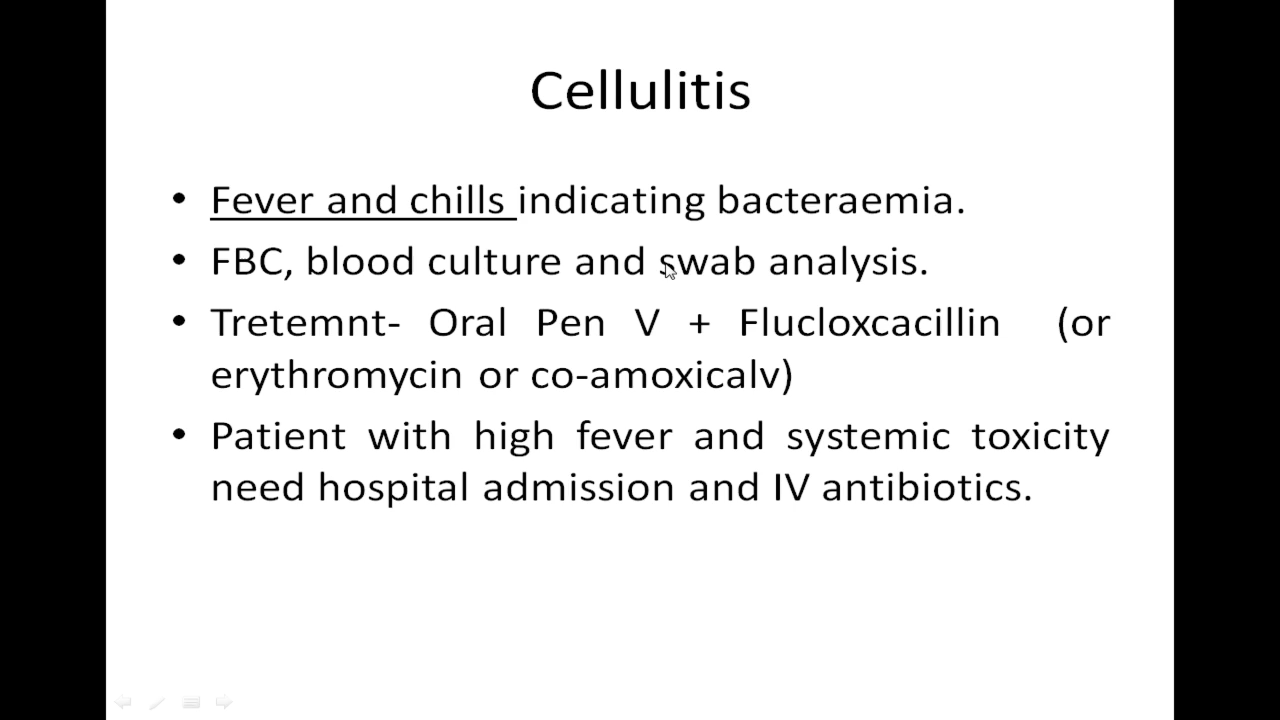 Cellulitis
• Fever and chills indicating bacteraemia.
• FBC, blood culture and swab analysis.
• Tretemnt- Oral Pen V + Flucloxcacillin (or
erythromycin or co-amoxicalv)
• Patient with high fever and systemic toxicity
need hospital admission and IV antibiotics.